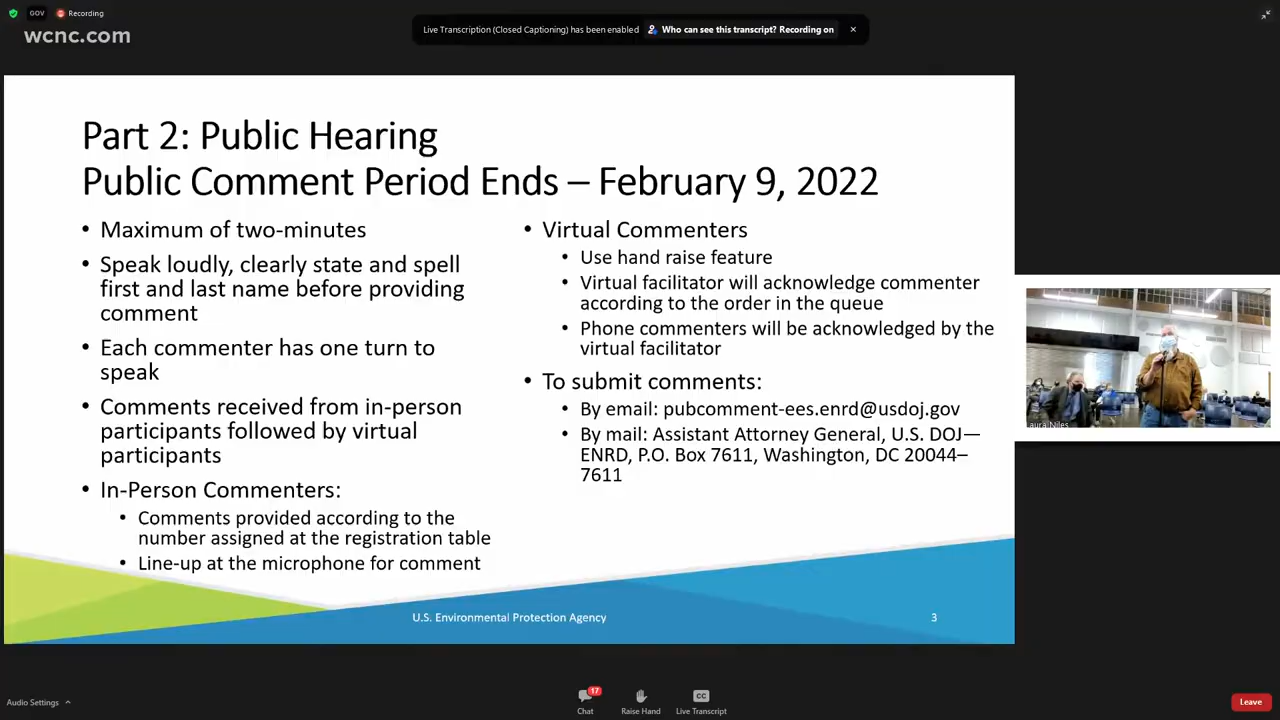 GOV
Recording
wcnc.com
Live Transcription (Closed Captioning) has been enabled
Who can see this transcript? Recording on
Part 2: Public Hearing
Public Comment Period Ends – February 9, 2022
• Maximum of two-minutes
• Speak loudly, clearly state and spell
first and last name before providing
comment
• Each commenter has one turn to
speak
• Comments received from in-person
participants followed by virtual
participants
• In-Person Commenters:
• Comments provided according to the
number assigned at the registration table
• Line-up at the microphone for comment
• Virtual Commenters
• Use hand raise feature
• Virtual facilitator will acknowledge commenter
according to the order in the queue
• Phone commenters will be acknowledged by the
virtual facilitator
• To submit comments:
• By email: pubcomment-ees.enrd@usdoj.gov
• By mail: Assistant Attorney General, U.S. DOJ—
ENRD, P.O. Box 7611, Washington, DC 20044–
7611
U.S. Environmental Protection Agency
3
Laura Niles
Audio Settings
17
Chat
Raise Hand
CC
Live Transcript
Leave